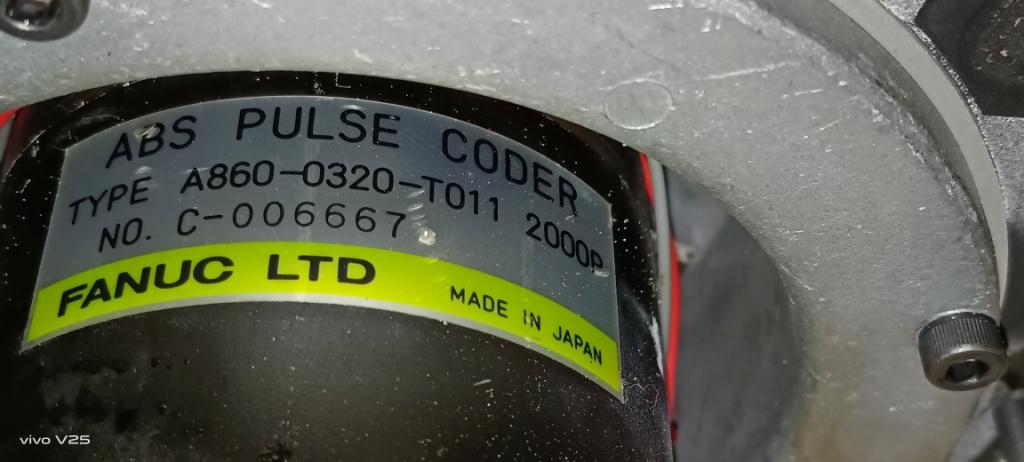 ABS PULSE CODER
TYPE A860-0320-T011 2000P
NO. C-006667
FANUC LTD MADE IN JAPAN
vivo V25